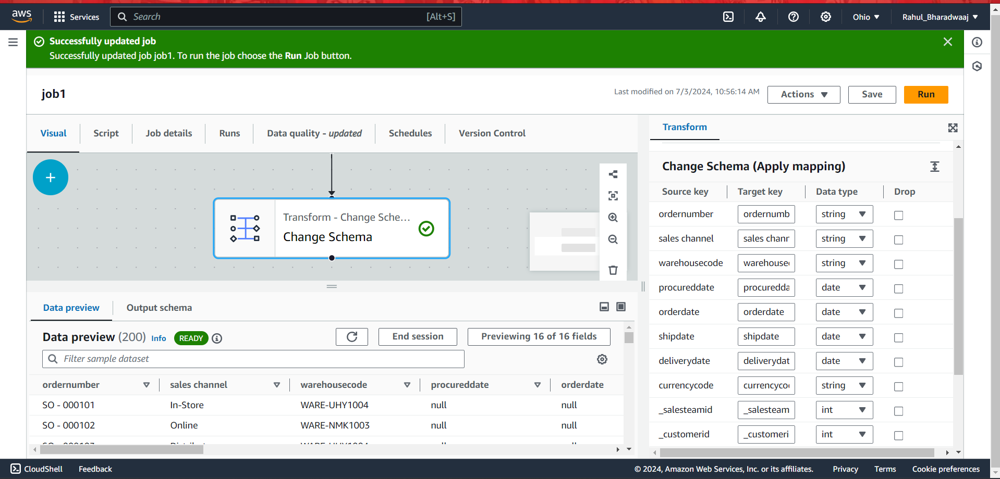 aws
Services
Search
[Alt+S]
Ohio
Rahul_Bharadwaaj
Successfully updated job
Successfully updated job job1. To run the job choose the Run Job button.
job1
Last modified on 7/3/2024, 10:56:14 AM
Actions
Save
Run
Visual
Script
Job details
Runs
Data quality - updated
Schedules
Version Control
Transform - Change Sche...
Change Schema
Data preview
Output schema
Data preview (200) Info READY
End session
Previewing 16 of 16 fields
Filter sample dataset
ordernumber sales channel warehousecode procureddate orderdate
SO - 000101 In-Store WARE-UHY1004 null null
SO - 000102 Online WARE-NMK1003 null null
Transform
Change Schema (Apply mapping)
Source key Target key Data type Drop
ordernumber ordernumb string
sales channel sales chann string
warehousecode warehouse string
procureddate procuredda date
orderdate orderdate date
shipdate shipdate date
deliverydate deliverydat date
currencycode currencyco string
_salesteamid _salesteam int
_customerid _customeri int
CloudShell
Feedback
© 2024, Amazon Web Services, Inc. or its affiliates.
Privacy
Terms
Cookie preferences